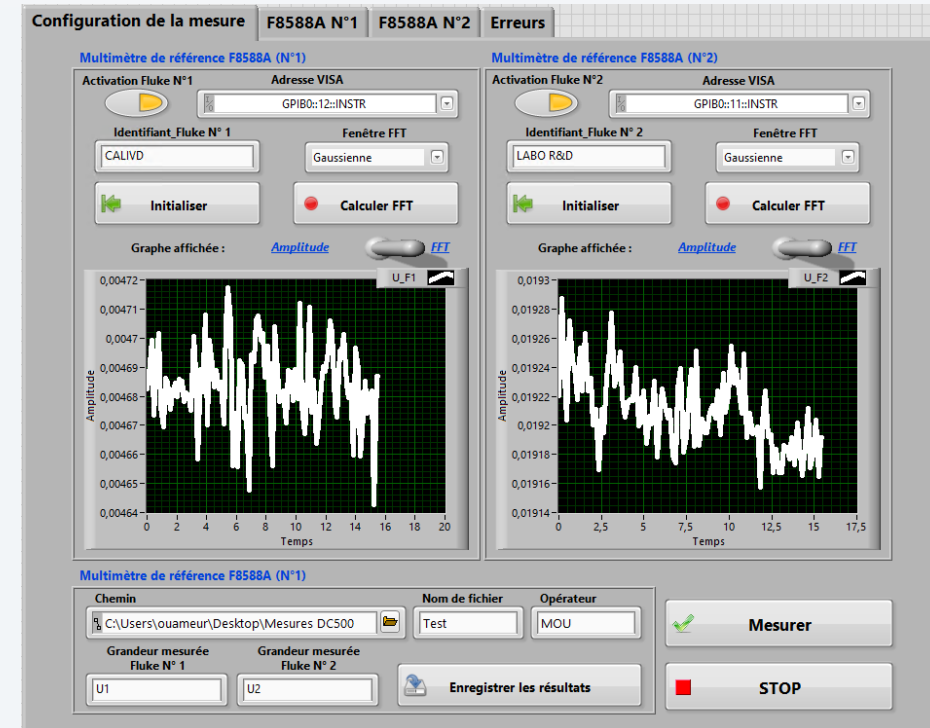 Configuration de la mesure F8588A N°1 F8588A N°2 Erreurs
Multimètre de référence F8588A (N°1)
Activation Fluke N°1 Adresse VISA
GPIB0::12::INSTR
Identifiant_Fluke N° 1 Fenêtre FFT
CALIVD Gaussienne
Initialiser Calculer FFT
Graphe affichée : Amplitude FFT
U_F1
0,00472
0,00471
0,0047
0,00469
0,00468
0,00467
0,00466
0,00465
0,00464
Amplitude
0 2 4 6 8 10 12 14 16 18 20
Temps
Multimètre de référence F8588A (N°2)
Activation Fluke N°2 Adresse VISA
GPIB0::11::INSTR
Identifiant_Fluke N° 2 Fenêtre FFT
LABO R&D Gaussienne
Initialiser Calculer FFT
Graphe affichée : Amplitude FFT
U_F2
0,0193
0,01928
0,01926
0,01924
0,01922
0,0192
0,01918
0,01916
0,01914
Amplitude
0 2,5 5 7,5 10 12,5 15 17,5
Temps
Multimètre de référence F8588A (N°1)
Chemin Nom de fichier Opérateur
C:\Users\ouameur\Desktop\Mesures DC500 Test MOU
Grandeur mesurée
Fluke N° 1
Grandeur mesurée
Fluke N° 2
U1 U2
Enregistrer les résultats
Mesurer
STOP